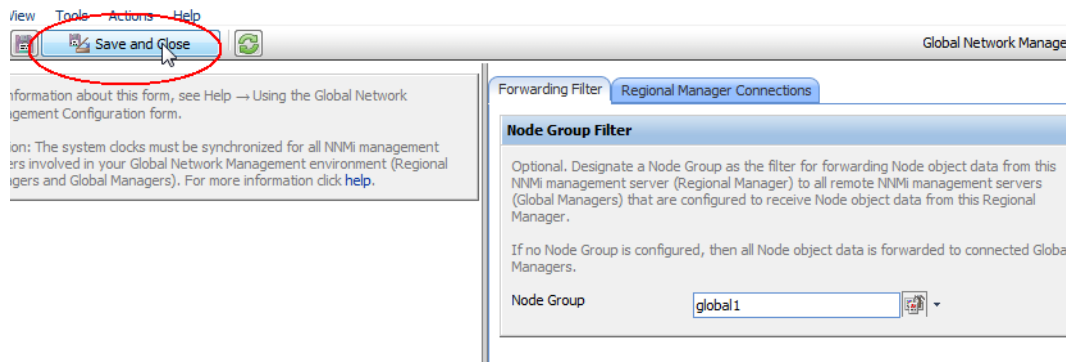 View Tools Actions Help
Save and Close
Global Network Manage
nformation about this form, see Help → Using the Global Network
agement Configuration form.
on: The system clocks must be synchronized for all NNMi management
ers involved in your Global Network Management environment (Regional
agers and Global Managers). For more information click help.
Forwarding Filter Regional Manager Connections
Node Group Filter
Optional. Designate a Node Group as the filter for forwarding Node object data from this
NNMi management server (Regional Manager) to all remote NNMi management servers
(Global Managers) that are configured to receive Node object data from this Regional
Manager.
If no Node Group is configured, then all Node object data is forwarded to connected Globa
Managers.
Node Group global1